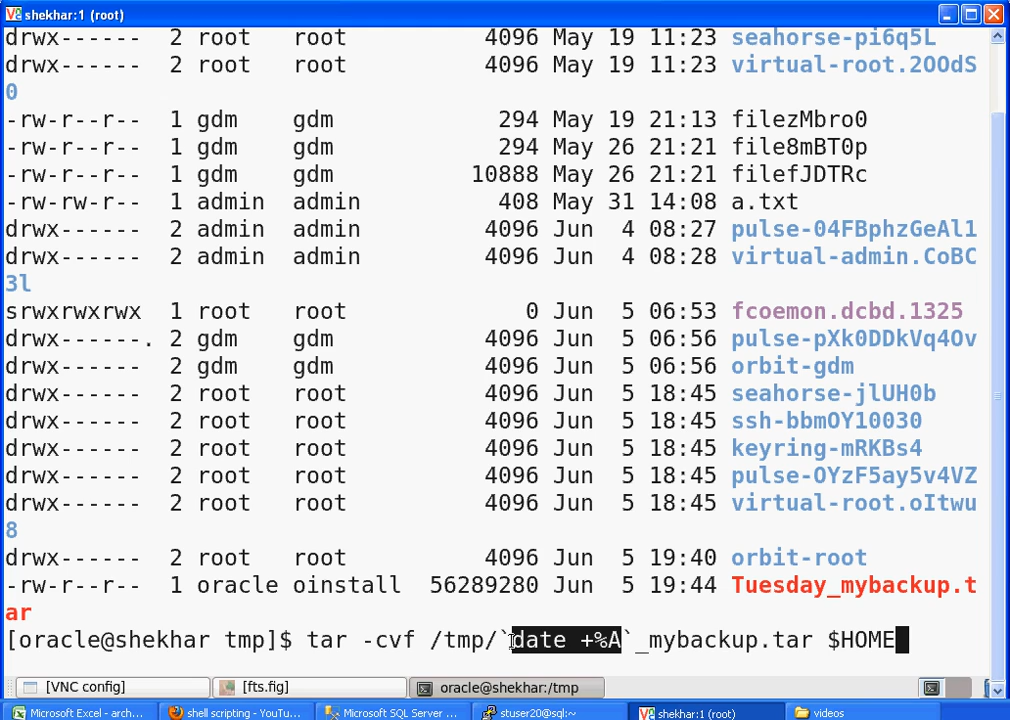 shekhar:1 (root)
drwx------ 2 root root 4096 May 19 11:23 seahorse-pi6q5L
drwx------ 2 root root 4096 May 19 11:23 virtual-root.2OOdS
0
-rw-r--r-- 1 gdm gdm 294 May 19 21:13 filezMbro0
-rw-r--r-- 1 gdm gdm 294 May 26 21:21 file8mBT0p
-rw-r--r-- 1 gdm gdm 10888 May 26 21:21 filefJDTRc
-rw-rw-r-- 1 admin admin 408 May 31 14:08 a.txt
drwx------ 2 admin admin 4096 Jun 4 08:27 pulse-04FBphzGeAl1
drwx------ 2 admin admin 4096 Jun 4 08:28 virtual-admin.CoBC
3l
srwxrwxrwx 1 root root 0 Jun 5 06:53 fcoemon.dcbd.1325
drwx------. 2 gdm gdm 4096 Jun 5 06:56 pulse-pXk0DDkVq4Ov
drwx------ 2 gdm gdm 4096 Jun 5 06:56 orbit-gdm
drwx------ 2 root root 4096 Jun 5 18:45 seahorse-jlUH0b
drwx------ 2 root root 4096 Jun 5 18:45 ssh-bbmOY10030
drwx------ 2 root root 4096 Jun 5 18:45 keyring-mRKBs4
drwx------ 2 root root 4096 Jun 5 18:45 pulse-OYzF5ay5v4VZ
drwx------ 2 root root 4096 Jun 5 18:45 virtual-root.oItwu
8
drwx------ 2 root root 4096 Jun 5 19:40 orbit-root
-rw-r--r-- 1 oracle oinstall 56289280 Jun 5 19:44 Tuesday_mybackup.t
ar
[oracle@shekhar tmp]$ tar -cvf /tmp/`date +%A`_mybackup.tar $HOME
[VNC config] [fts.fig] oracle@shekhar:/tmp
Microsoft Excel - arch... shell scripting - YouTu... Microsoft SQL Server ... stuser20@sql:~ shekhar:1 (root) videos